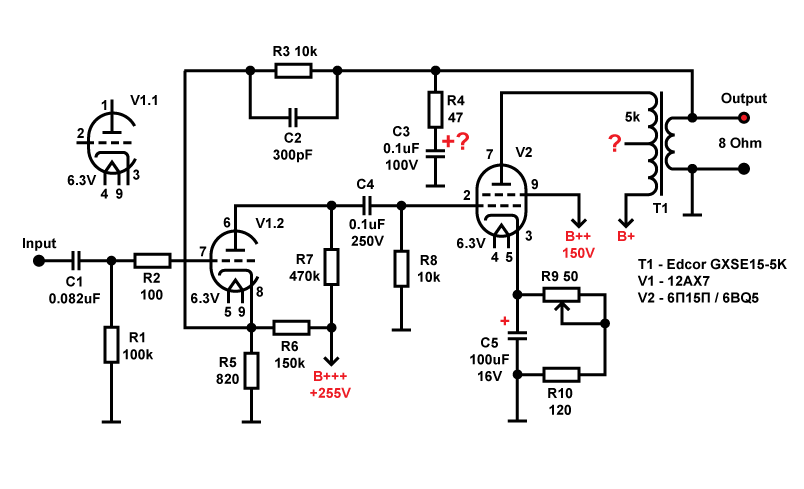 R3 10k
C2
300pF
R4
47
C3
0.1uF
100V
+?
5k
?
Output
8 Ohm
T1
1
V1.1
2
3
6.3V
4 9
7
V2
9
2
3
6.3V
4 5
C4
0.1uF
250V
6
V1.2
7
8
6.3V
5 9
Input
C1
0.082uF
R2
100
R1
100k
R7
470k
R8
10k
B++
150V
B+
T1 - Edcor GXSE15-5K
V1 - 12AX7
V2 - 6П15П / 6BQ5
R9 50
+
C5
100uF
16V
R6
150k
R5
820
B+++
+255V
R10
120